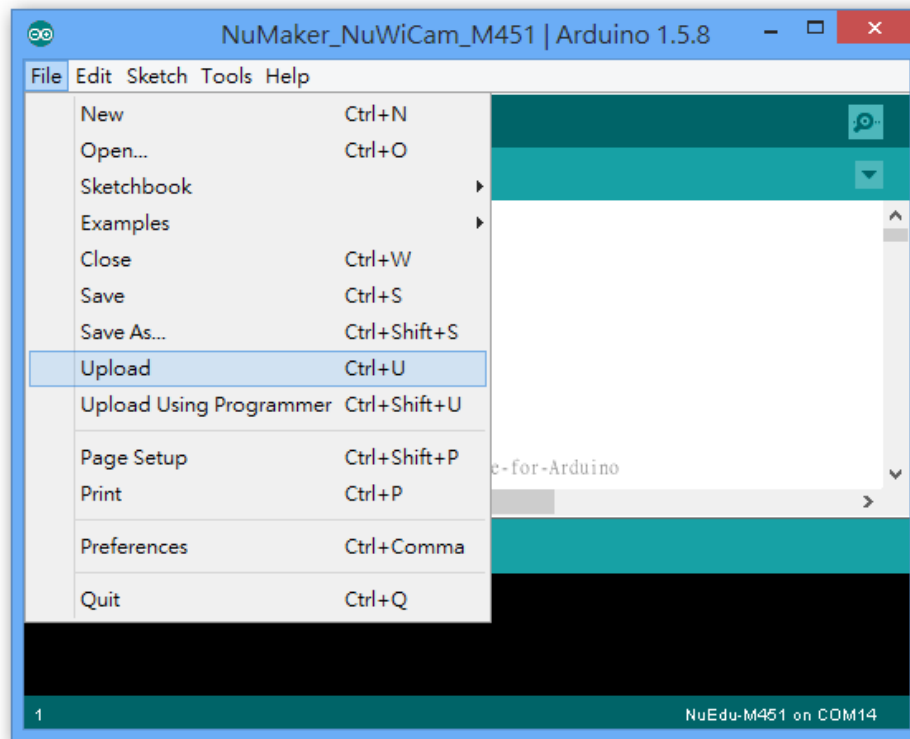 NuMaker_NuWiCam_M451 | Arduino 1.5.8
File Edit Sketch Tools Help
New Ctrl+N
Open... Ctrl+O
Sketchbook
Examples
Close Ctrl+W
Save Ctrl+S
Save As... Ctrl+Shift+S
Upload Ctrl+U
Upload Using Programmer Ctrl+Shift+U
Page Setup Ctrl+Shift+P
e-for-Arduino
Print Ctrl+P
Preferences Ctrl+Comma
Quit Ctrl+Q
1 NuEdu-M451 on COM14